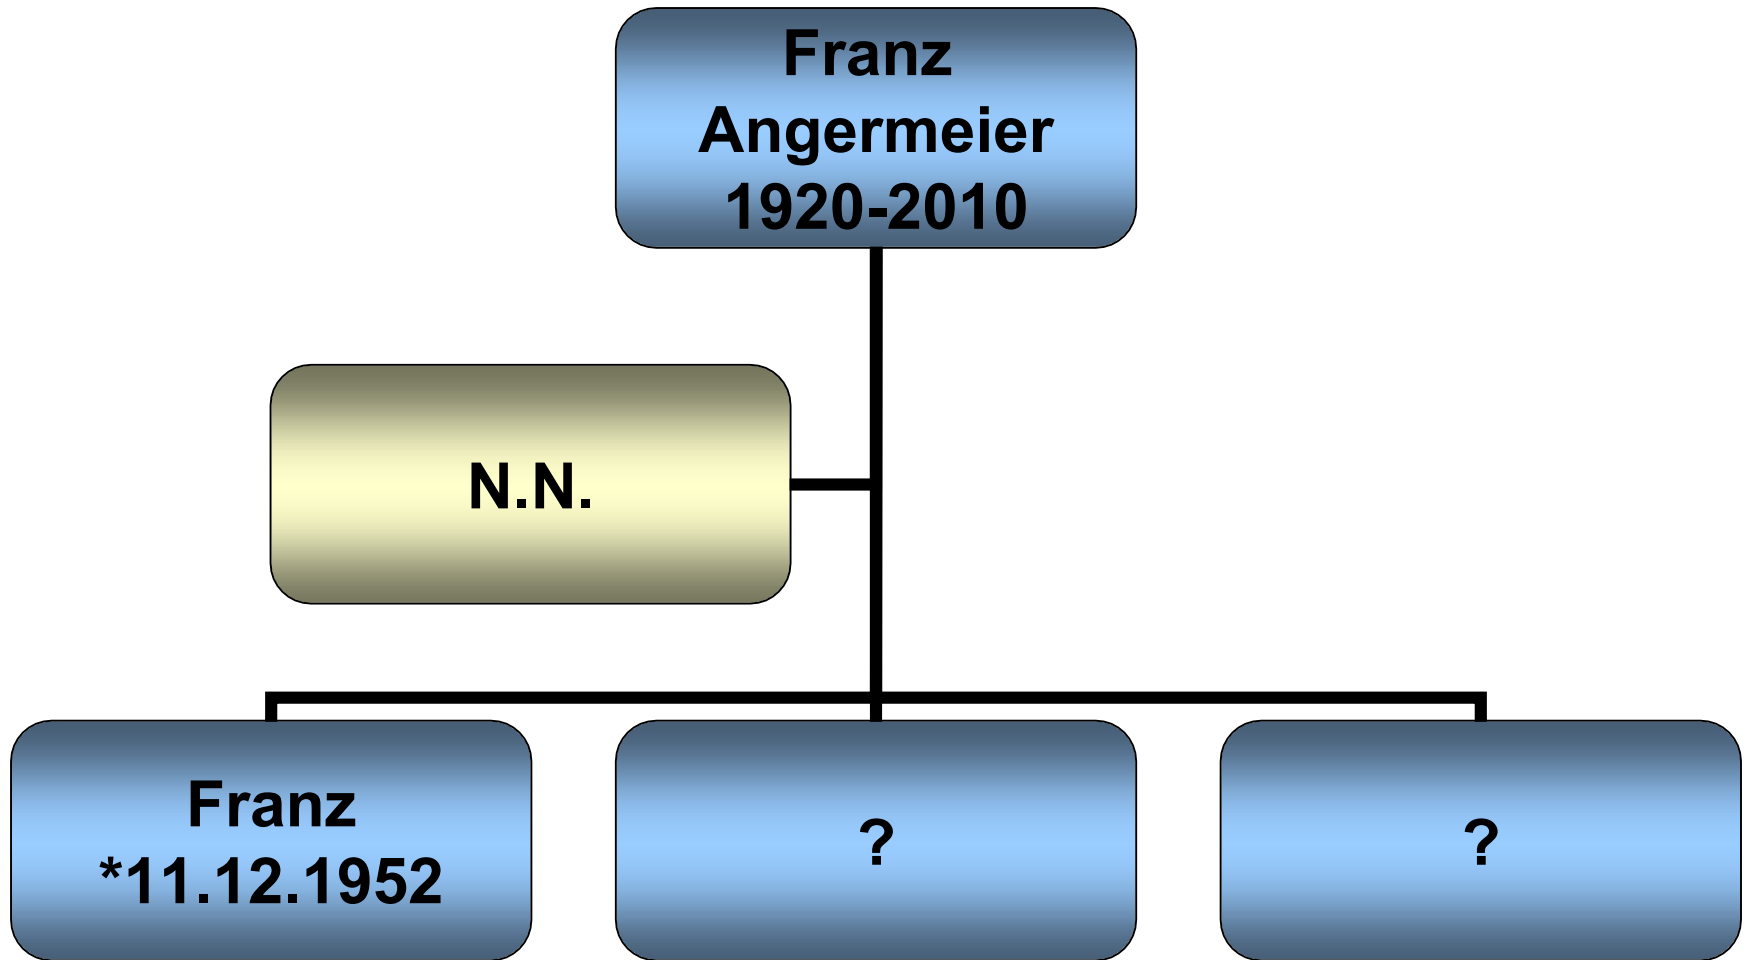 Franz
Angermeier
1920-2010
N.N.
Franz
*11.12.1952
?
?